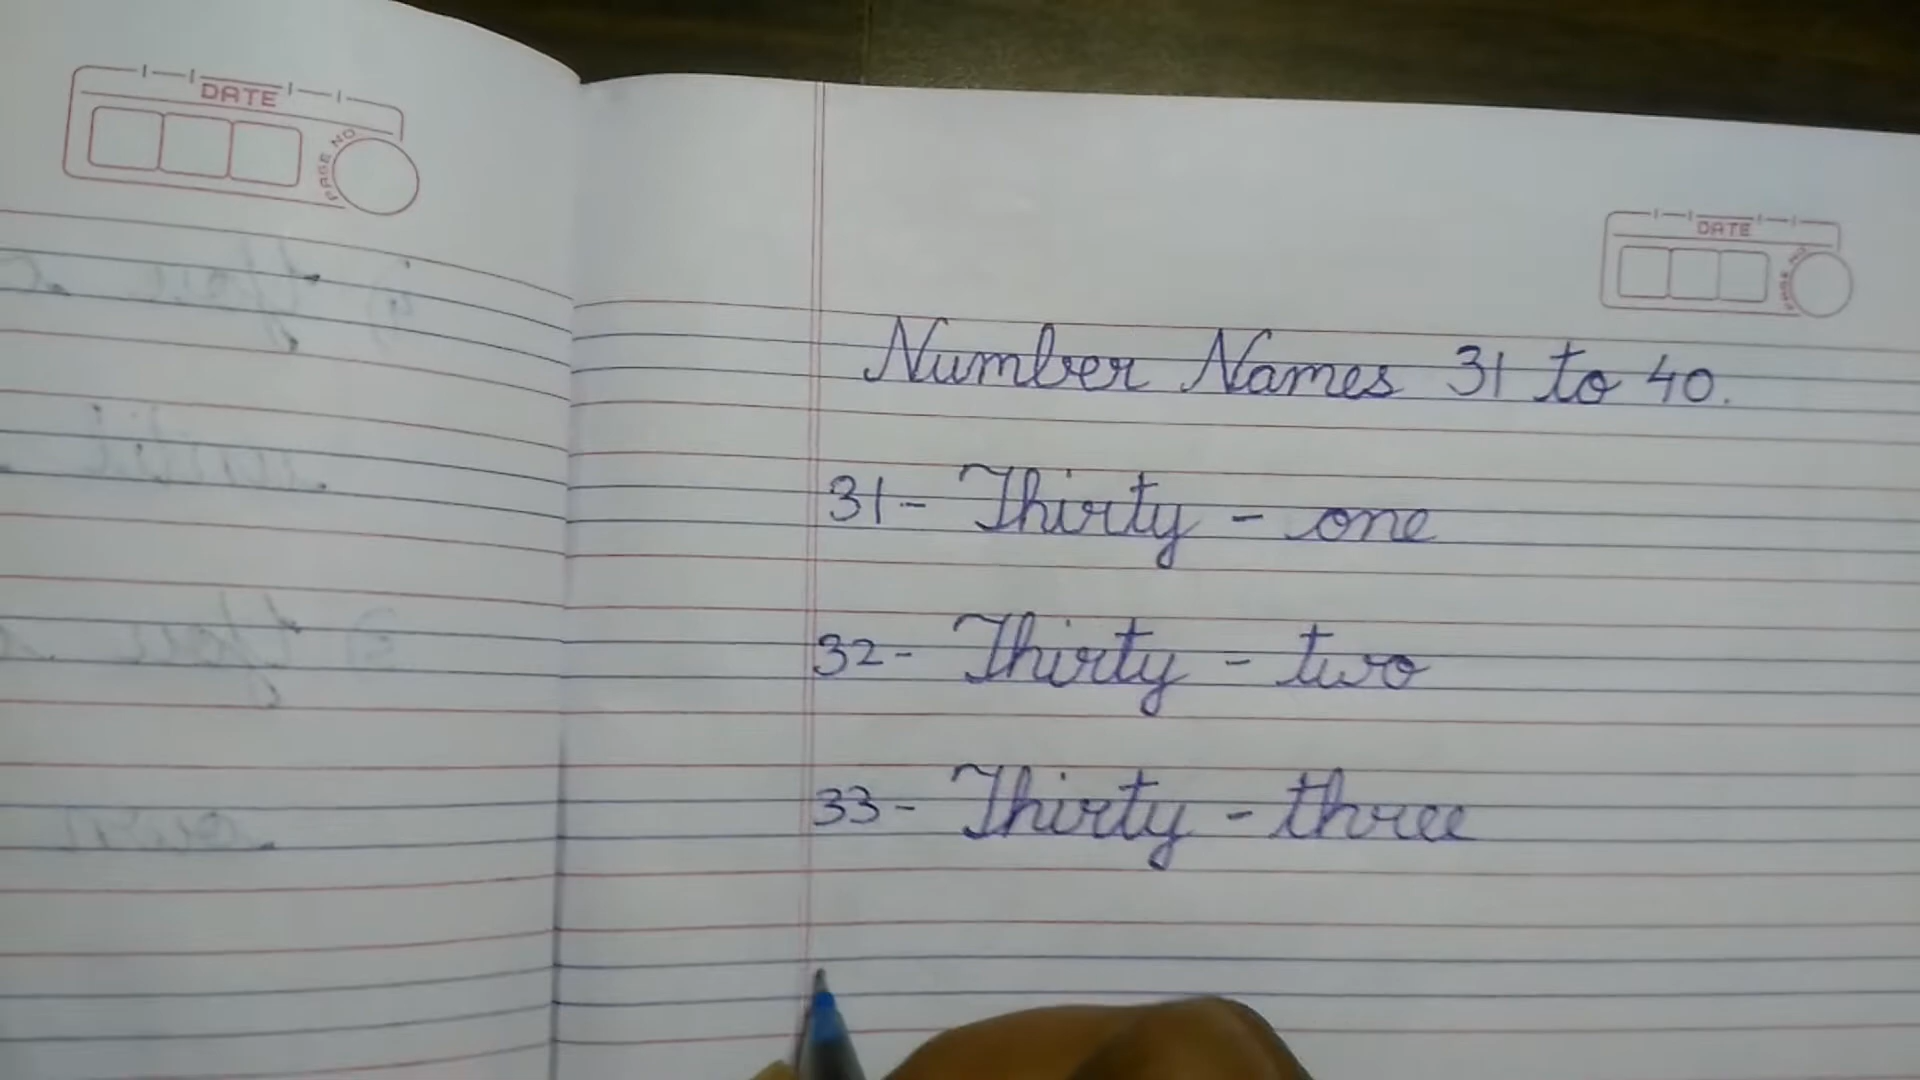 DATE
PAGE NO
DATE
PAGE NO
Number Names 31 to 40.
31 - Thirty - one
32 - Thirty - two
33 - Thirty - three